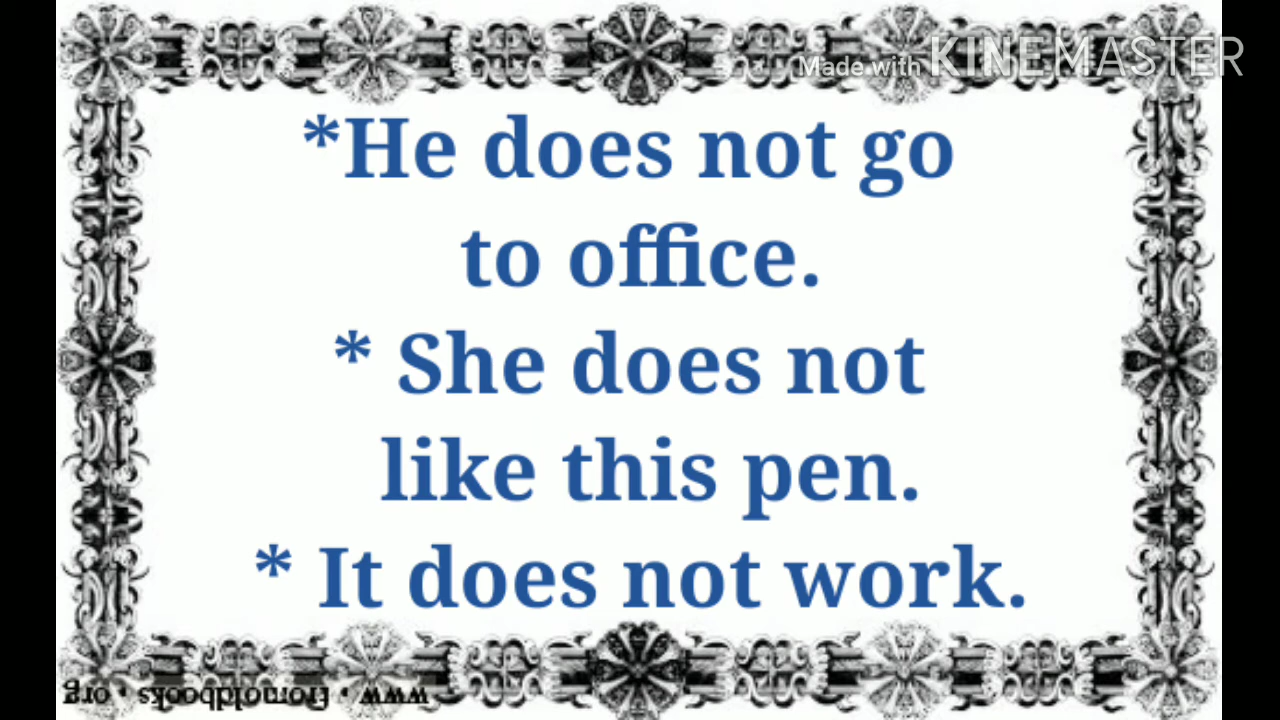 Made with KINEMASTER
*He does not go
to office.
* She does not
like this pen.
* It does not work.
www • fromoldbooks • org